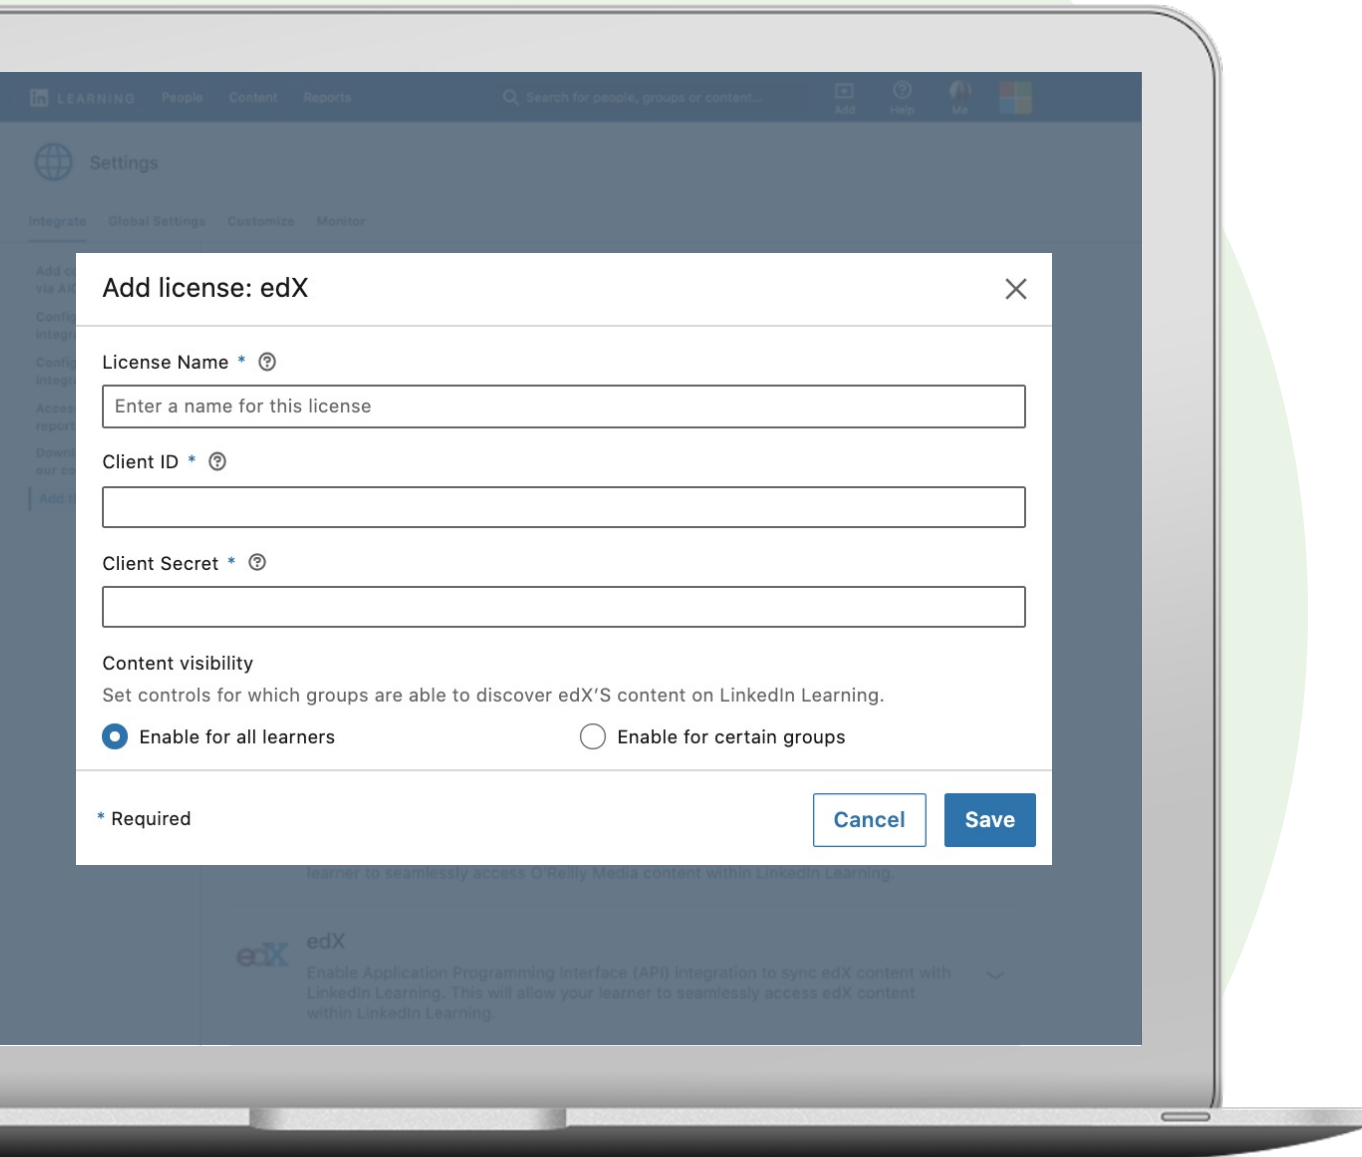 in LEARNING People Content Reports Search for people, groups or content... Add Help Me
Settings
Integrate Global Settings Customize Monitor
Add
via
Add license: edX
License Name * ?
Enter a name for this license
Client ID * ?
Client Secret * ?
Content visibility
Set controls for which groups are able to discover edX'S content on LinkedIn Learning.
Enable for all learners Enable for certain groups
* Required Cancel Save
learner to seamlessly access O'Reilly Media content within LinkedIn Learning.
edX
edX
Enable Application Programming Interface (API) integration to sync edX content with
LinkedIn Learning. This will allow your learner to seamlessly access edX content
within LinkedIn Learning.